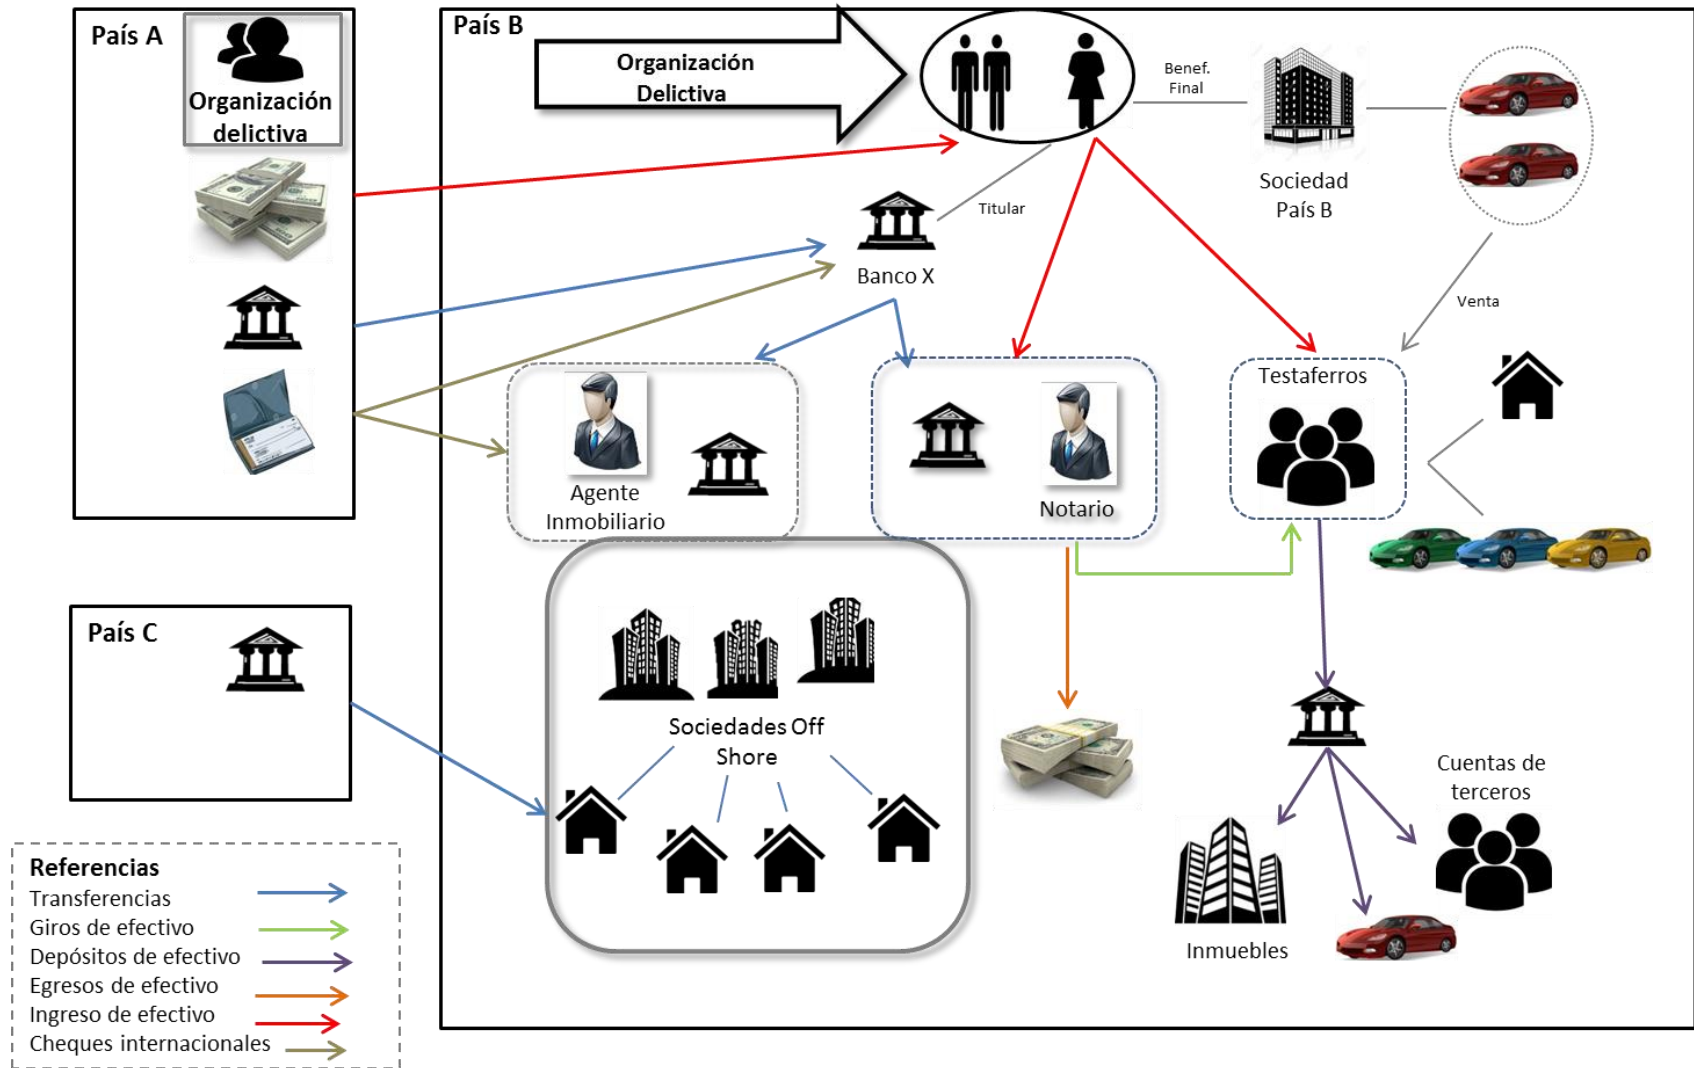 País A
Organización
delictiva
País B
Organización
Delictiva
Benef.
Final
Sociedad
País B
Titular
Banco X
Venta
Testaferros
Agente
Inmobiliario
Notario
País C
Sociedades Off
Shore
Cuentas de
terceros
Inmuebles
Referencias
Transferencias
Giros de efectivo
Depósitos de efectivo
Egresos de efectivo
Ingreso de efectivo
Cheques internacionales